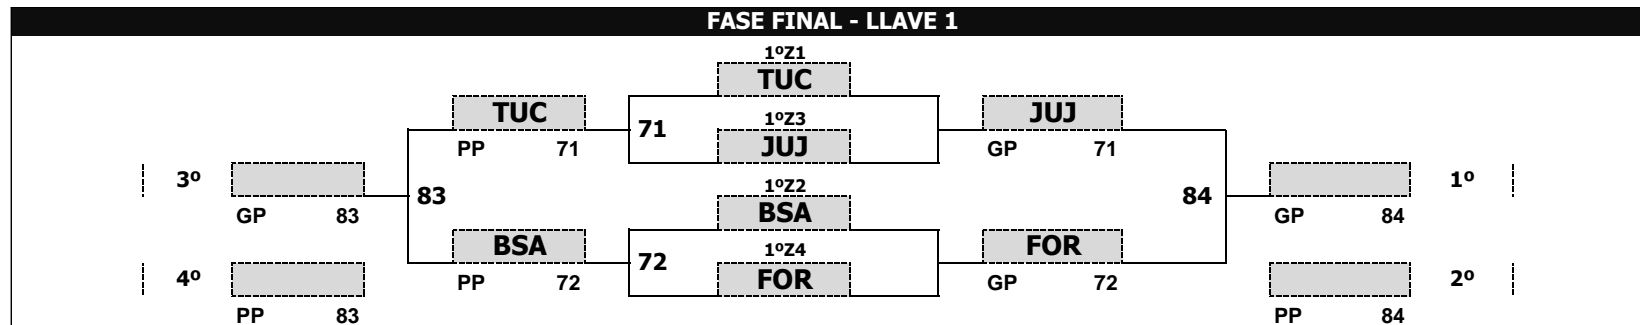 FASE FINAL - LLAVE 1
1ºZ1
TUC
TUC
JUJ
71
1ºZ3
JUJ
PP 71
GP 71
3º
1º
83
1ºZ2
84
BSA
GP 83
GP 84
BSA
FOR
72
1ºZ4
FOR
PP 72
GP 72
4º
2º
PP 83
PP 84